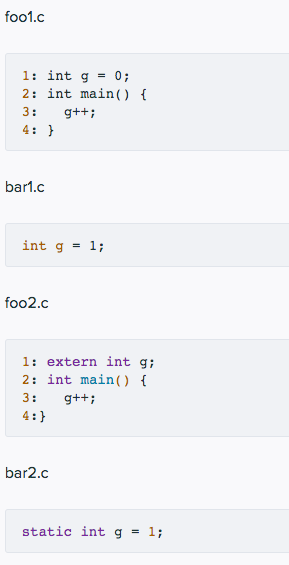 foo1.c
1: int g = 0;
2: int main() {
3:   g++;
4: }
bar1.c
int g = 1;
foo2.c
1: extern int g;
2: int main() {
3:   g++;
4:}
bar2.c
static int g = 1;